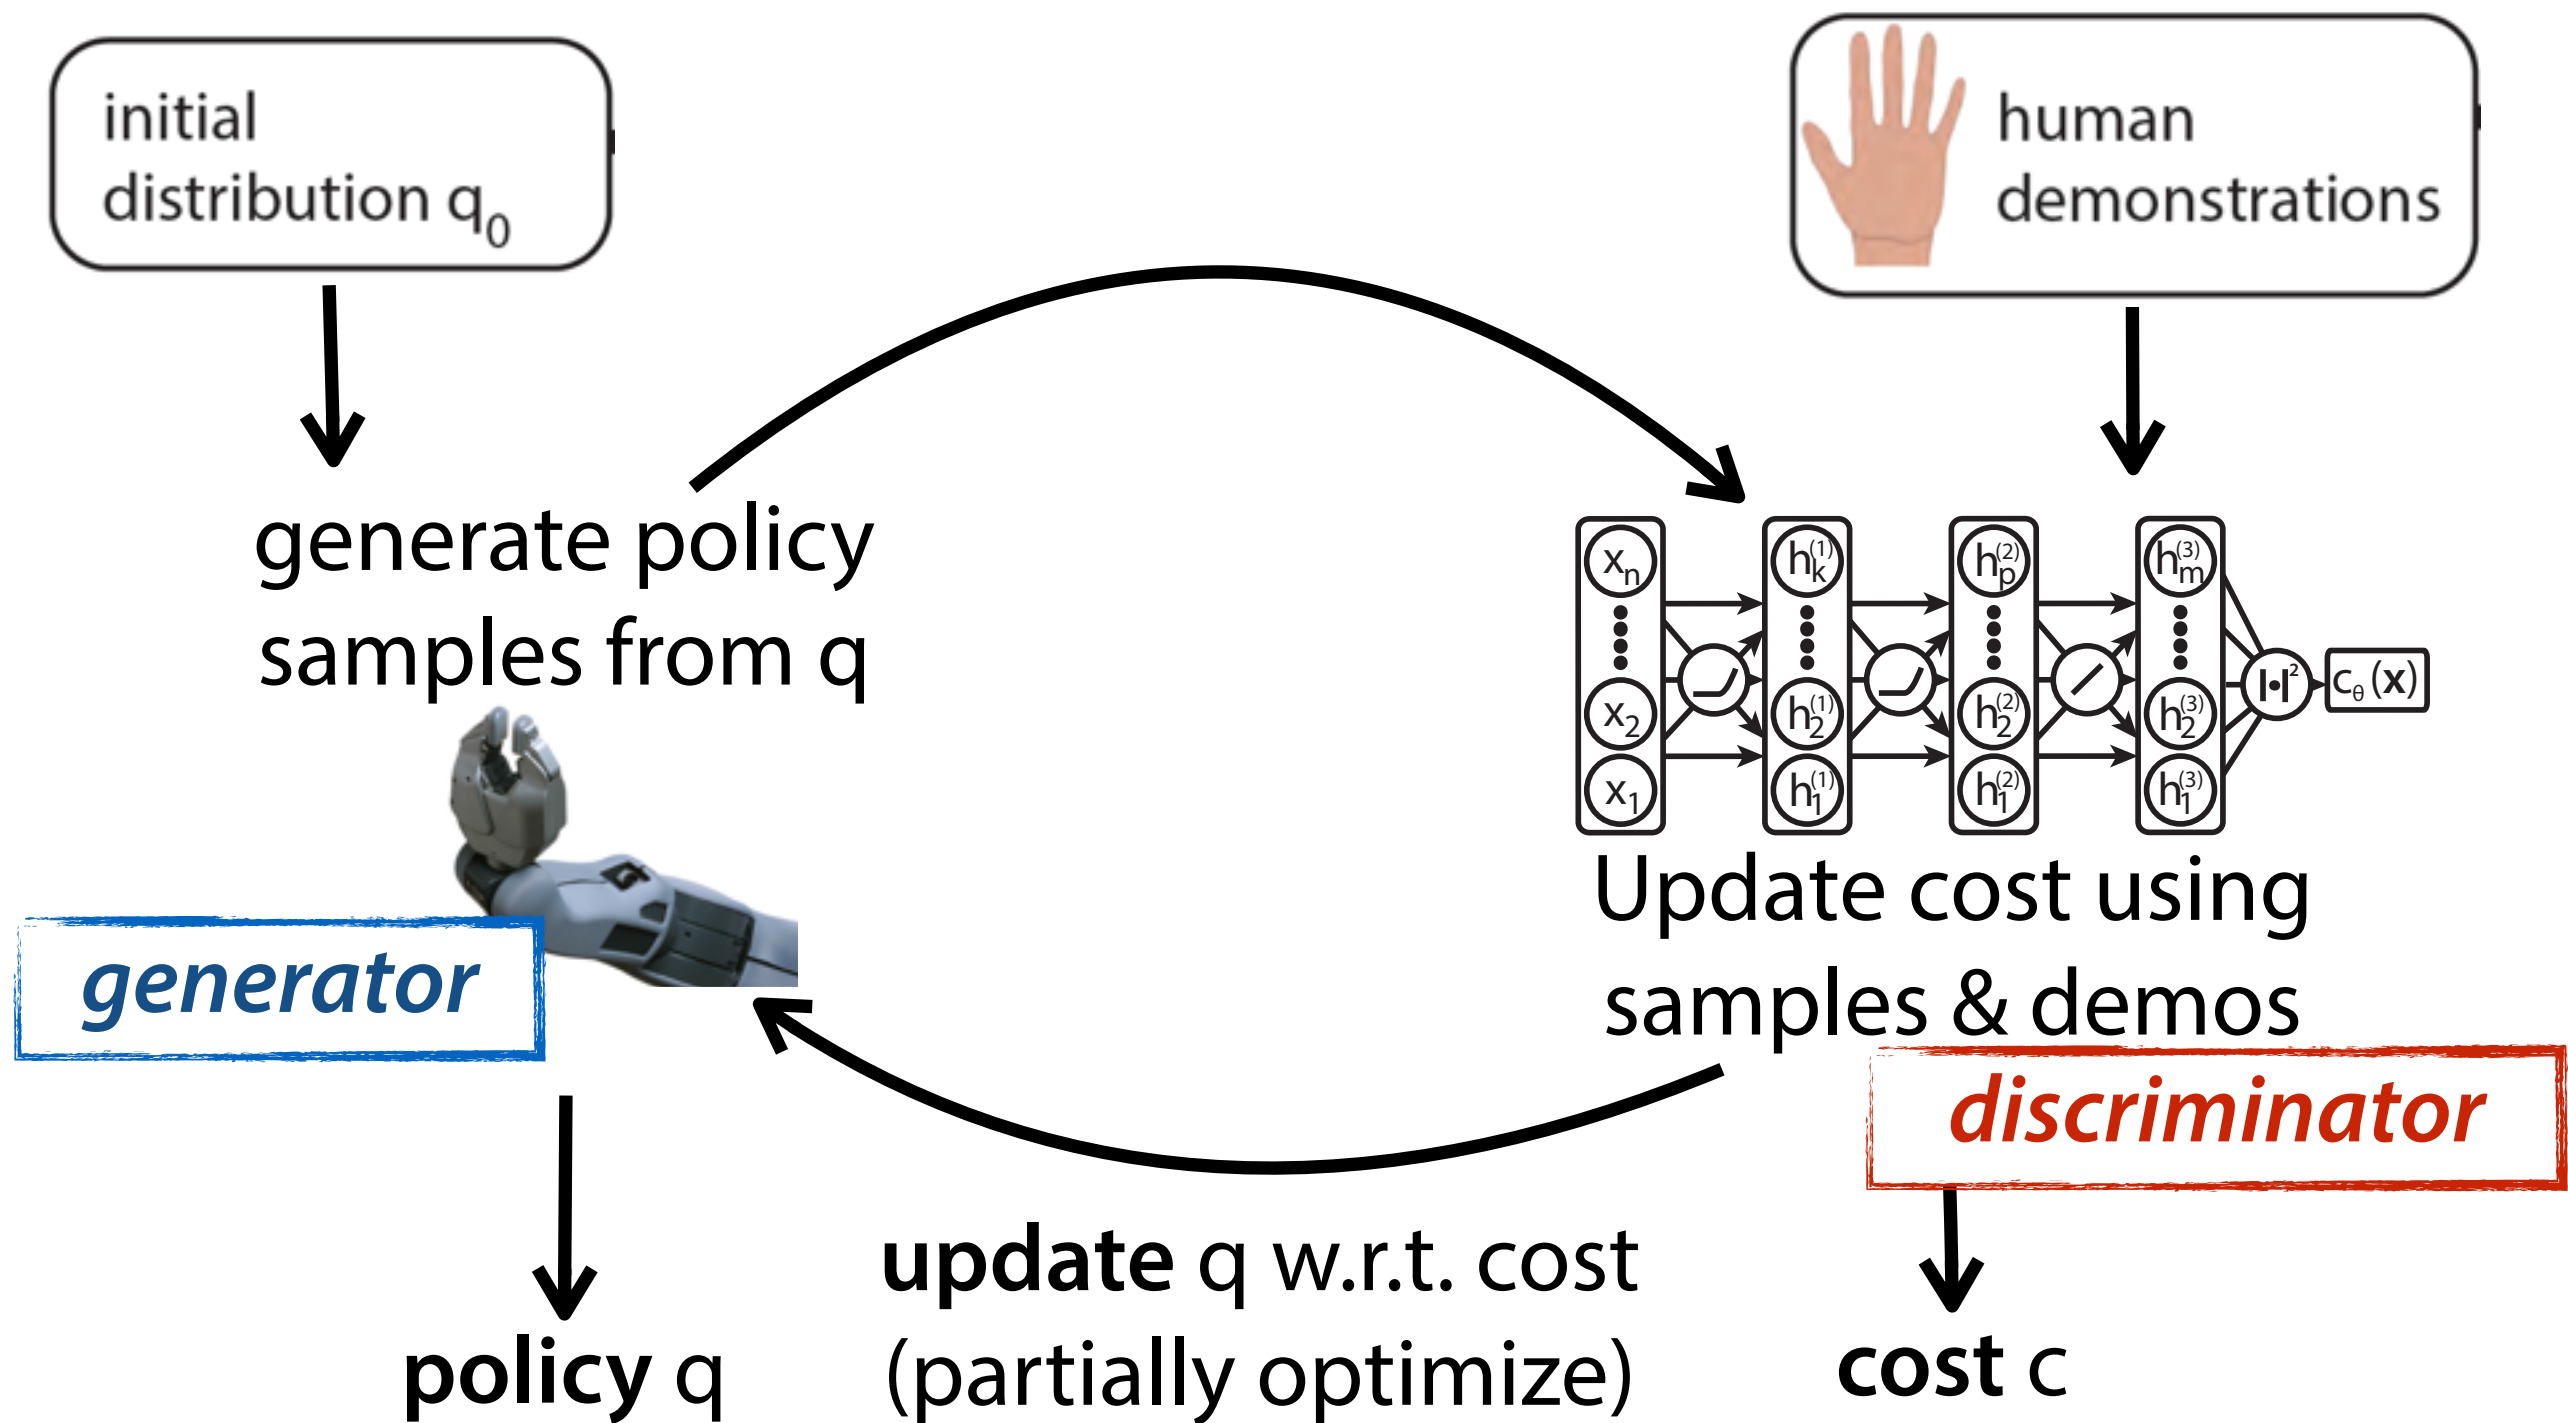 initial
distribution q₀
human
demonstrations
generate policy
samples from q
xₙ hₖ⁽¹⁾ hₚ⁽²⁾ hₘ⁽³⁾
x₂ h₂⁽¹⁾ h₂⁽²⁾ h₂⁽³⁾ |•|² c_θ(x)
x₁ h₁⁽¹⁾ h₁⁽²⁾ h₁⁽³⁾
Update cost using
samples & demos
generator
discriminator
update q w.r.t. cost
(partially optimize)
policy q
cost c